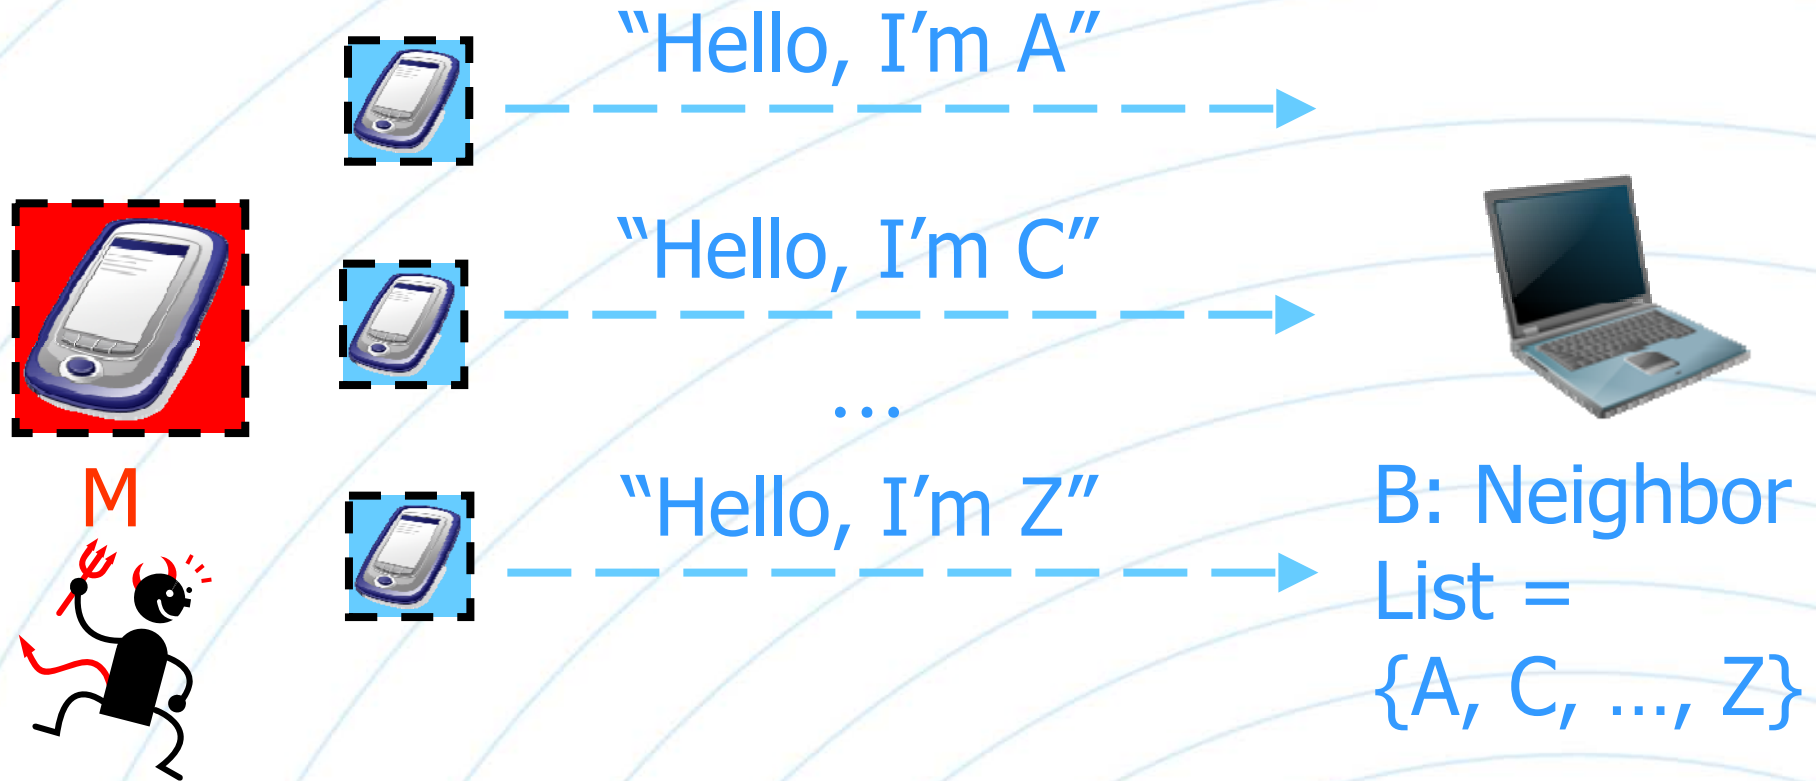 “Hello, I’m A”
“Hello, I’m C”
…
“Hello, I’m Z”
M
B: Neighbor
List =
{A, C, …, Z}